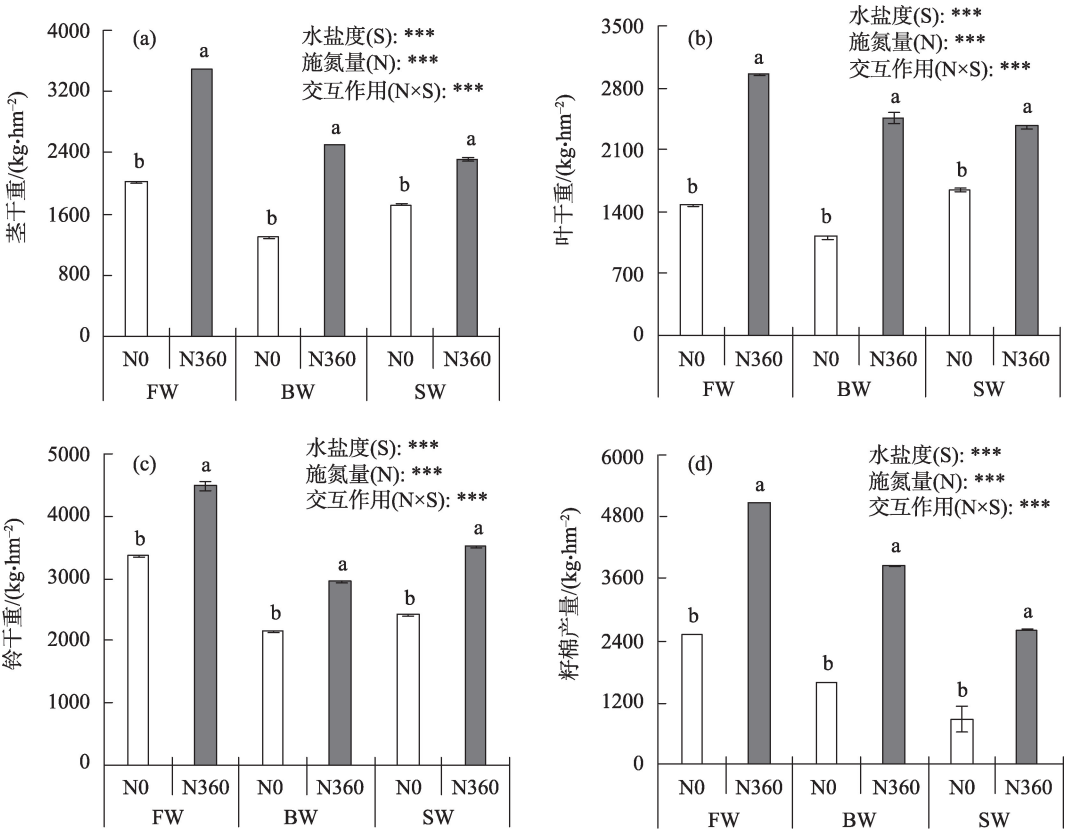 (a)
水盐度(S): ***
施氮量(N): ***
交互作用(N×S): ***
茎干重/(kg•hm⁻²)
4000
3200
2400
1600
800
0
b
a
b
a
b
a
N0 N360 N0 N360 N0 N360
FW BW SW
(b)
水盐度(S): ***
施氮量(N): ***
交互作用(N×S): ***
叶干重/(kg•hm⁻²)
3500
2800
2100
1400
700
0
b
a
b
a
b
a
N0 N360 N0 N360 N0 N360
FW BW SW
(c)
水盐度(S): ***
施氮量(N): ***
交互作用(N×S): ***
铃干重/(kg•hm⁻²)
5000
4000
3000
2000
1000
0
b
a
b
a
b
a
N0 N360 N0 N360 N0 N360
FW BW SW
(d)
水盐度(S): ***
施氮量(N): ***
交互作用(N×S): ***
籽棉产量/(kg•hm⁻²)
6000
4800
3600
2400
1200
0
b
a
b
a
b
a
N0 N360 N0 N360 N0 N360
FW BW SW